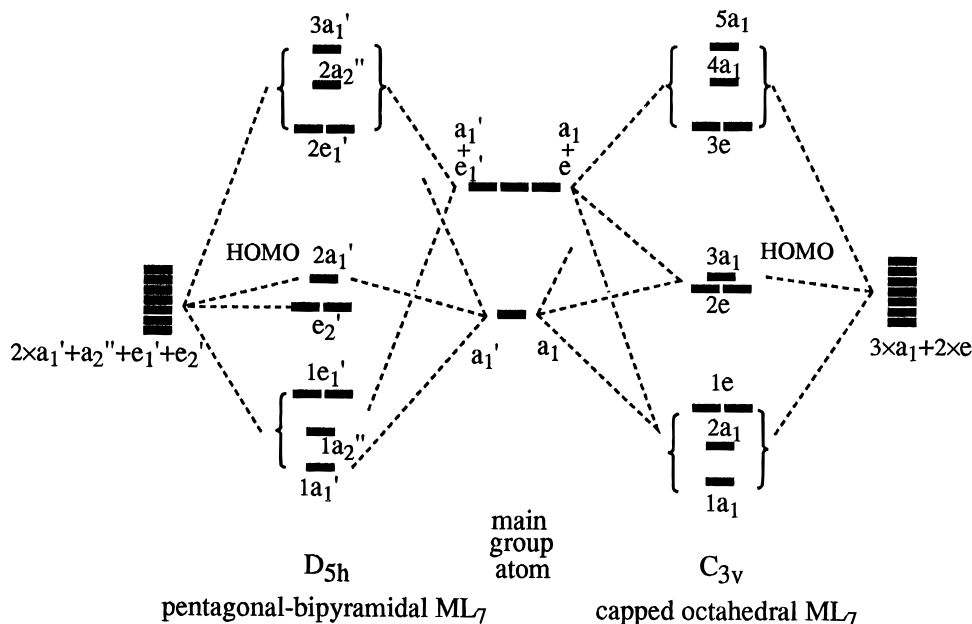 3a₁'
2a₂''
2e₁'
HOMO
2a₁'
e₂'
2×a₁'+a₂''+e₁'+e₂'
1e₁'
1a₂''
1a₁'
D₅ₕ
pentagonal-bipyramidal ML₇
a₁'
+
e₁'
a₁
+
e
a₁'
a₁
main
group
atom
5a₁
4a₁
3e
3a₁
HOMO
2e
3×a₁+2×e
1e
2a₁
1a₁
C₃ᵥ
capped octahedral ML₇